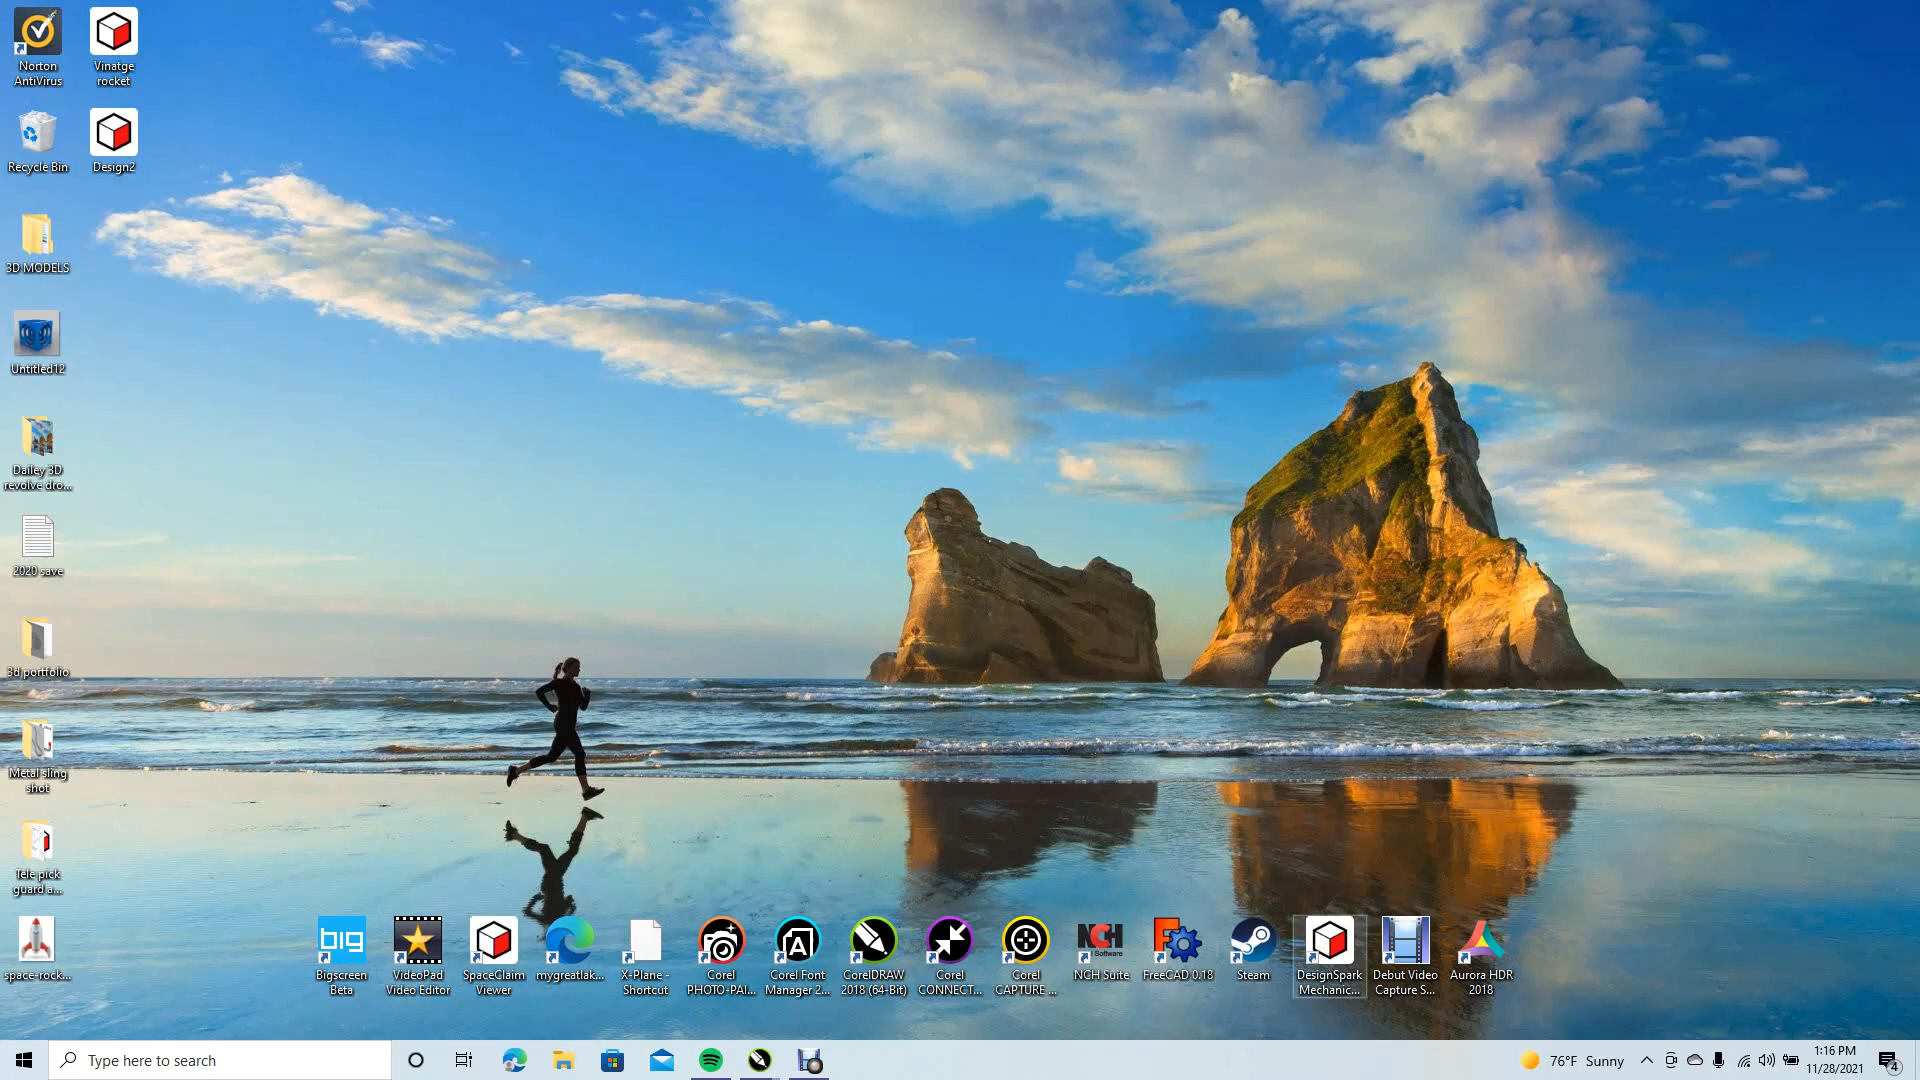 Norton
AntiVirus
Vinatge
rocket
Recycle Bin
Design2
3D MODELS
Untitled12
Dailey 3D
revolve dro...
2020 save
3d portfolio
Metal sling
shot
Tele pick
guard a...
space-rock...
big
Bigscreen
Beta
VideoPad
Video Editor
SpaceClaim
Viewer
mygreatlak...
X-Plane -
Shortcut
Corel
PHOTO-PAI...
A
Corel Font
Manager 2...
CorelDRAW
2018 (64-Bit)
Corel
CONNECT...
Corel
CAPTURE ...
NCH
Software
NCH Suite
FreeCAD 0.18
Steam
DesignSpark
Mechanic...
Debut Video
Capture S...
Aurora HDR
2018
Type here to search
76°F Sunny
1:16 PM
11/28/2021
4